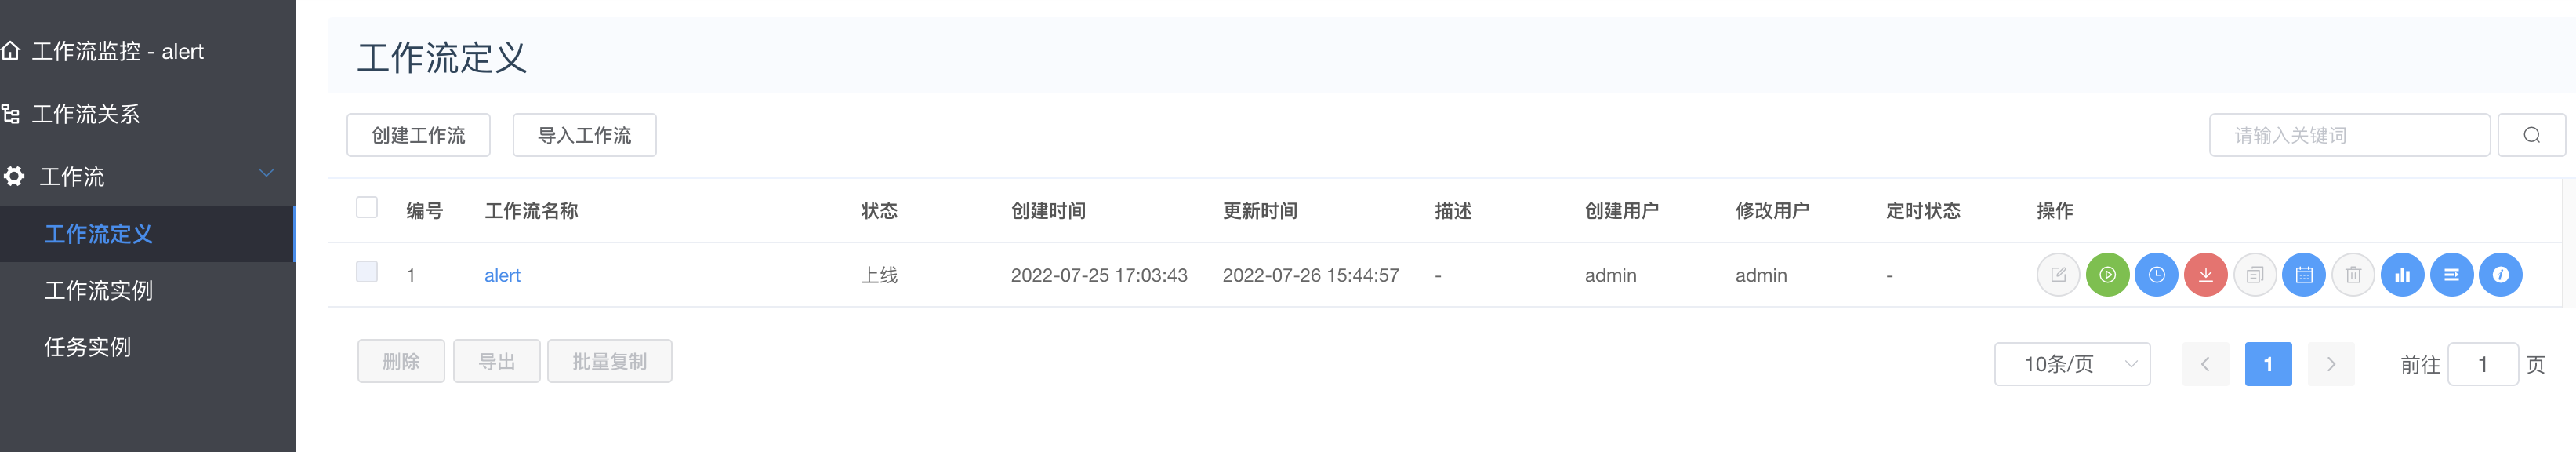 工作流监控 - alert
工作流关系
工作流
工作流定义
工作流实例
任务实例
工作流定义
创建工作流 导入工作流 请输入关键词
编号 工作流名称 状态 创建时间 更新时间 描述 创建用户 修改用户 定时状态 操作
1 alert 上线 2022-07-25 17:03:43 2022-07-26 15:44:57 - admin admin -
删除 导出 批量复制 10条/页 1 前往 1 页